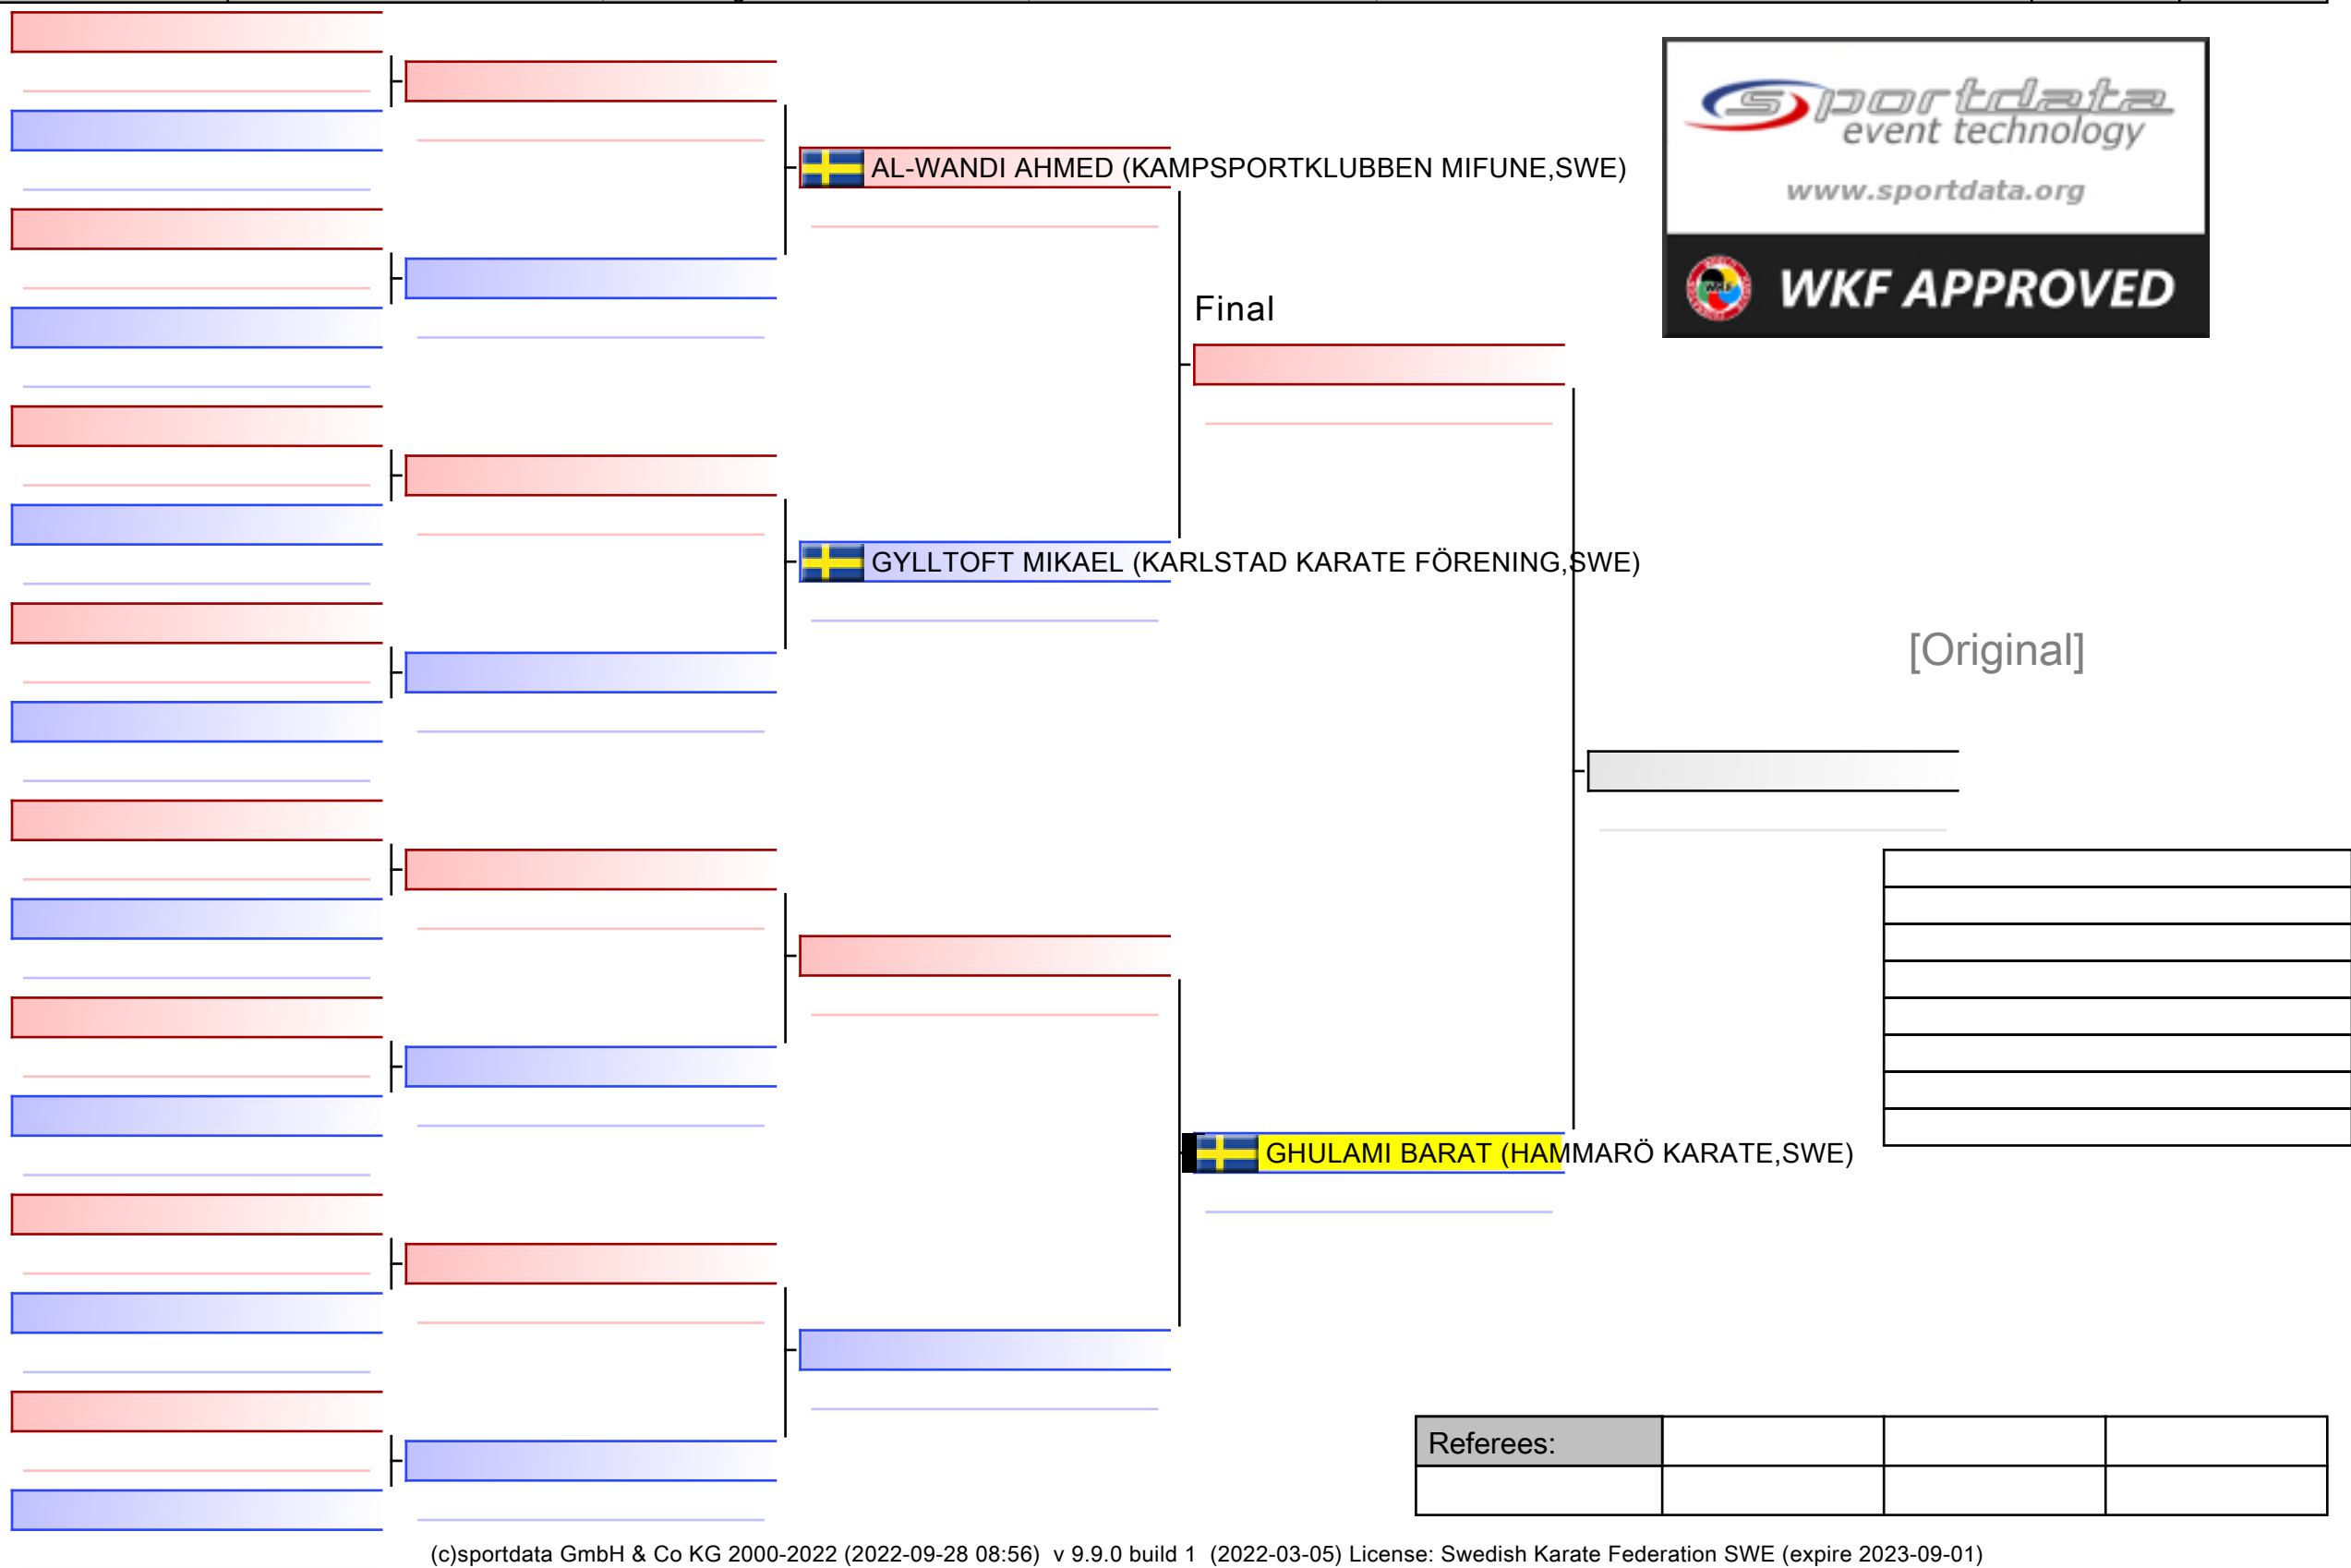 sportdata
event technology
www.sportdata.org
WKF APPROVED
AL-WANDI AHMED (KAMPSPORTKLUBBEN MIFUNE,SWE)
Final
GYLLTOFT MIKAEL (KARLSTAD KARATE FÖRENING,SWE)
[Original]
GHULAMI BARAT (HAMMARÖ KARATE,SWE)
Referees:
(c)sportdata GmbH & Co KG 2000-2022 (2022-09-28 08:56) v 9.9.0 build 1 (2022-03-05) License: Swedish Karate Federation SWE (expire 2023-09-01)